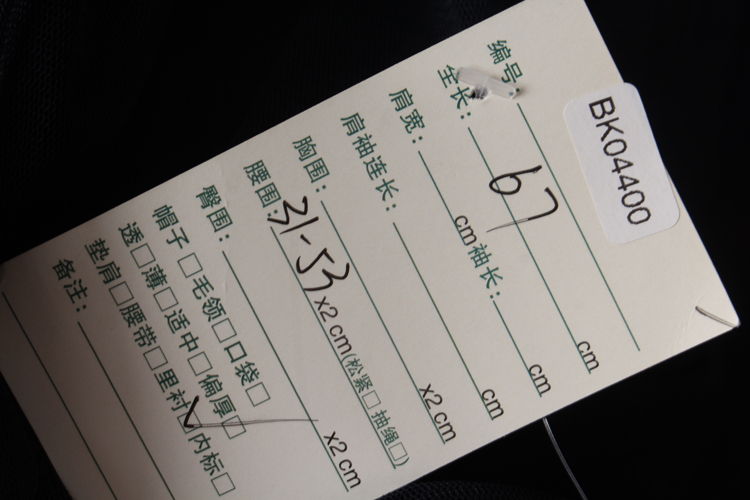 BK04400
编号
全长: 67 cm
肩宽: cm 袖长: cm
肩袖连长: cm
胸围: x2 cm
腰围: 31-53 x2 cm(松紧□ 抽绳□)
臀围: x2 cm
帽子□ 毛领□ 口袋□
透□ 薄□ 适中□ 偏厚□
垫肩□ 腰带□ 里衬☑ 内标□
备注: